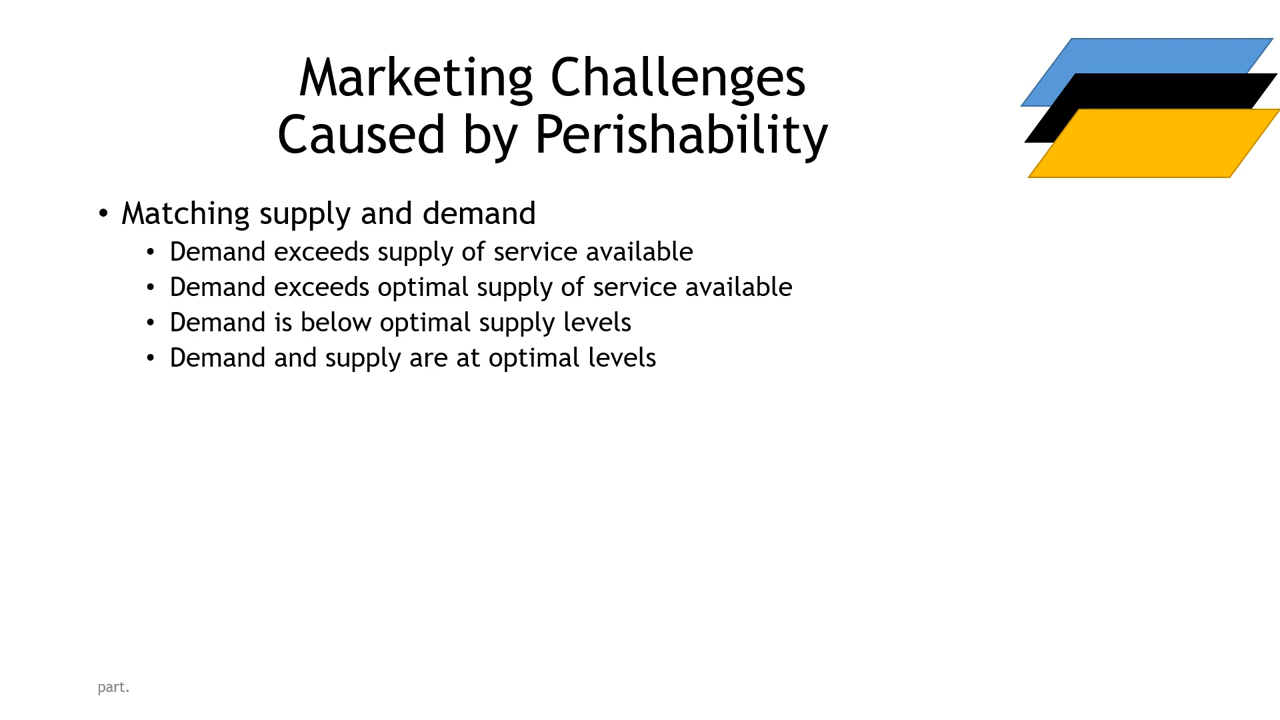 Marketing Challenges
Caused by Perishability
• Matching supply and demand
• Demand exceeds supply of service available
• Demand exceeds optimal supply of service available
• Demand is below optimal supply levels
• Demand and supply are at optimal levels
part.